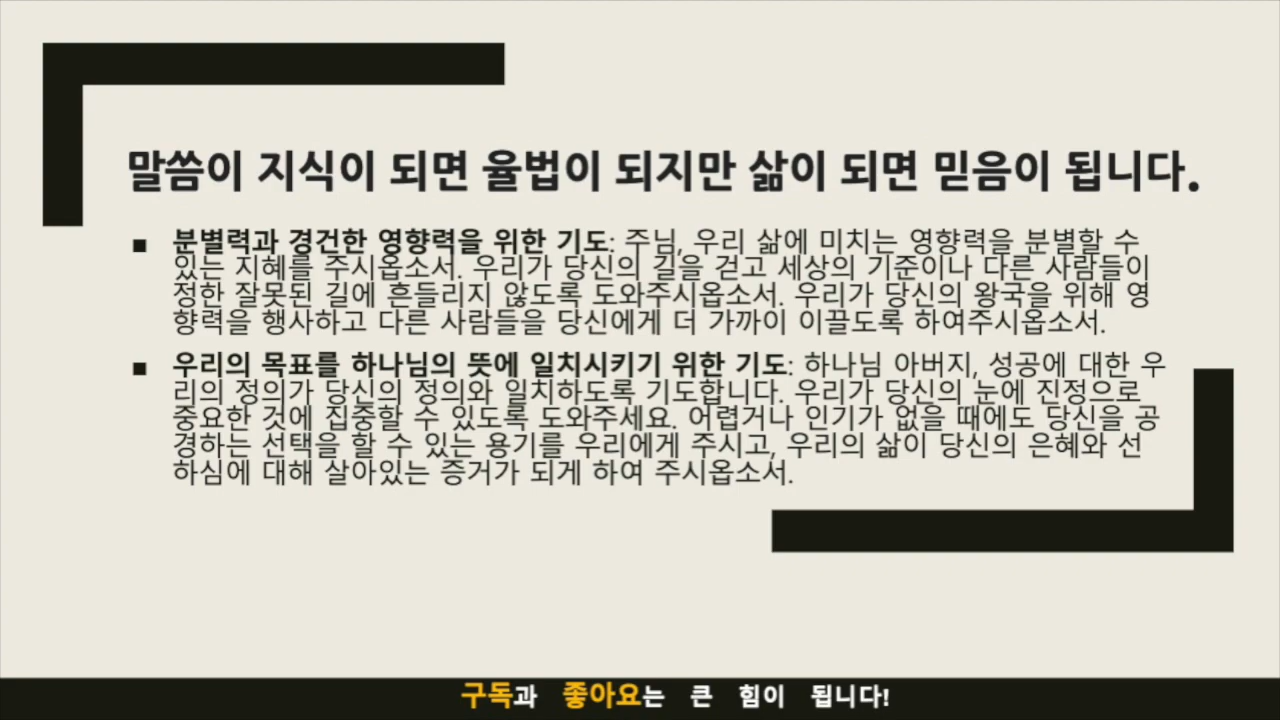 말씀이 지식이 되면 율법이 되지만 삶이 되면 믿음이 됩니다.
■ 분별력과 경건한 영향력을 위한 기도: 주님, 우리 삶에 미치는 영향력을 분별할 수
있는 지혜를 주시옵소서. 우리가 당신의 길을 걷고 세상의 기준이나 다른 사람들이
정한 잘못된 길에 흔들리지 않도록 도와주시옵소서. 우리가 당신의 왕국을 위해 영
향력을 행사하고 다른 사람들을 당신에게 더 가까이 이끌도록 하여주시옵소서.
■ 우리의 목표를 하나님의 뜻에 일치시키기 위한 기도: 하나님 아버지, 성공에 대한 우
리의 정의가 당신의 정의와 일치하도록 기도합니다. 우리가 당신의 눈에 진정으로
중요한 것에 집중할 수 있도록 도와주세요. 어렵거나 인기가 없을 때에도 당신을 공
경하는 선택을 할 수 있는 용기를 우리에게 주시고, 우리의 삶이 당신의 은혜와 선
하심에 대해 살아있는 증거가 되게 하여 주시옵소서.
구독과 좋아요는 큰 힘이 됩니다!